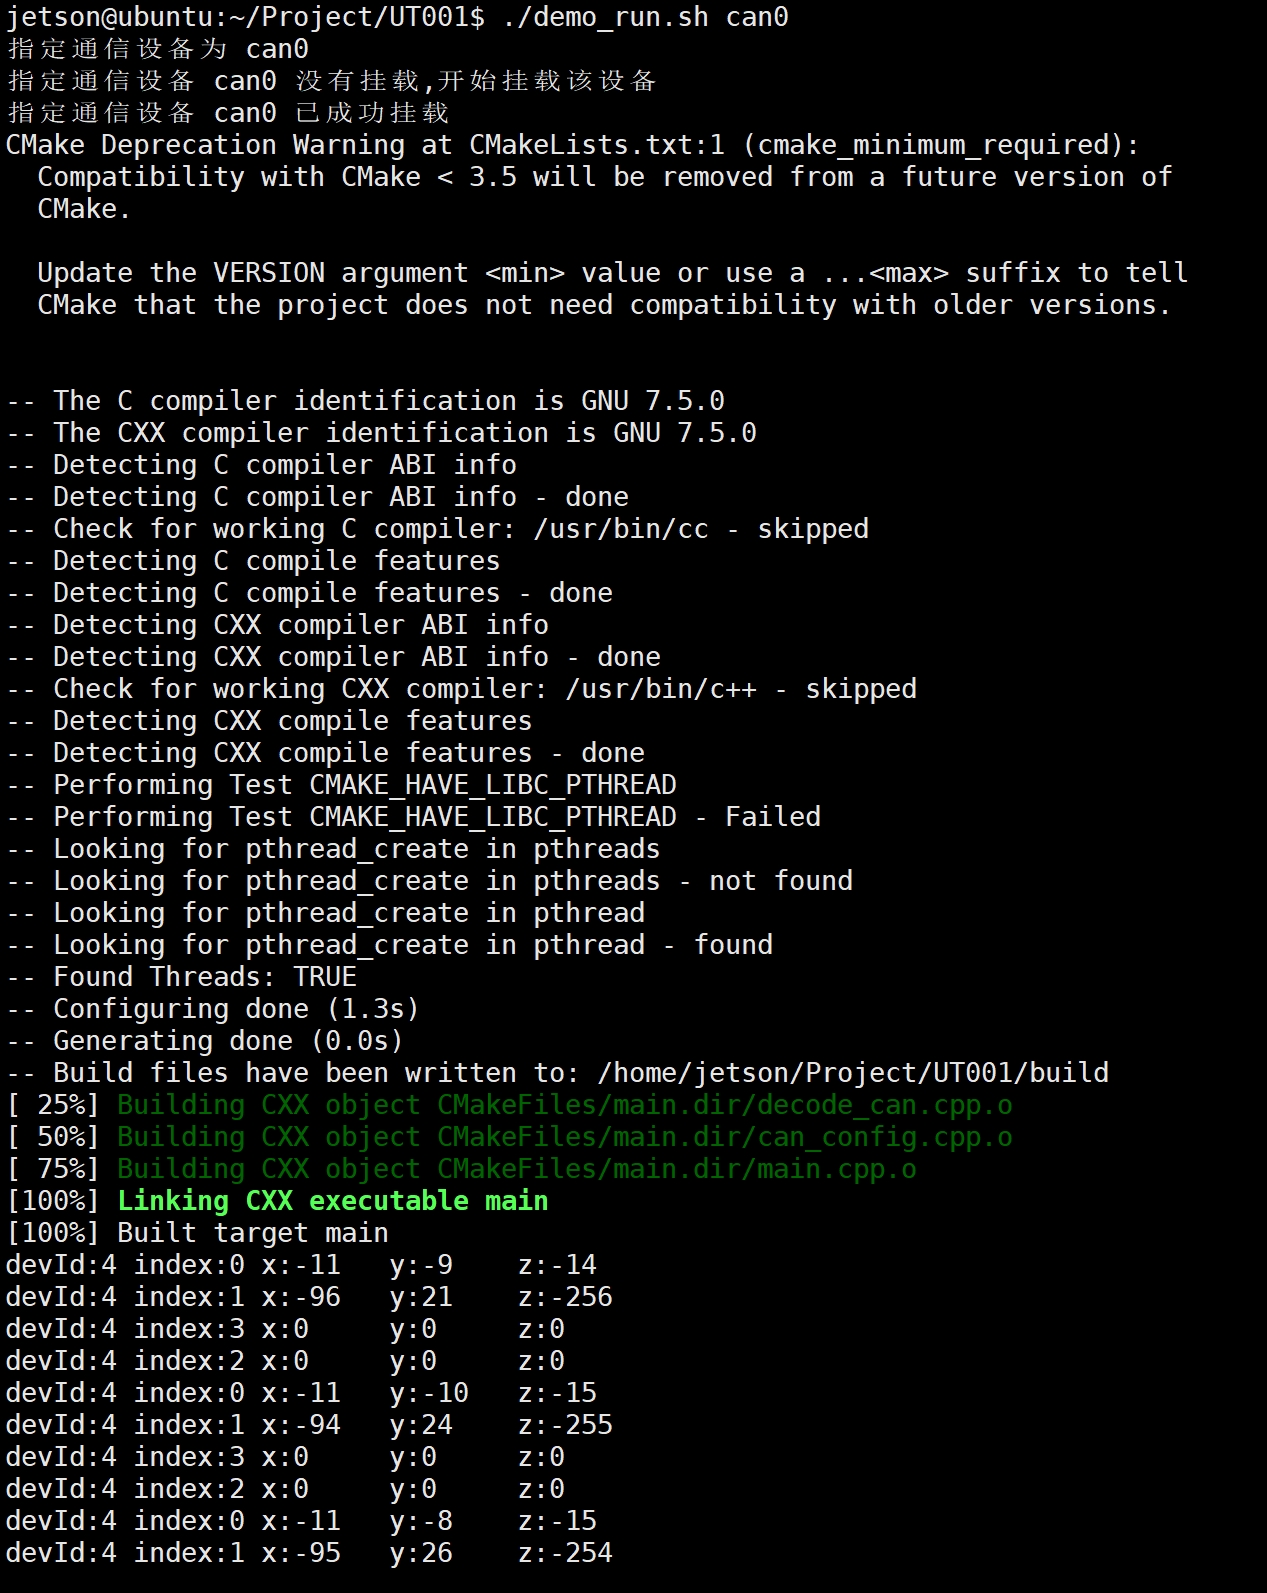 jetson@ubuntu:~/Project/UT001$ ./demo_run.sh can0
指定通信设备为 can0
指定通信设备 can0 没有挂载,开始挂载该设备
指定通信设备 can0 已成功挂载
CMake Deprecation Warning at CMakeLists.txt:1 (cmake_minimum_required):
  Compatibility with CMake < 3.5 will be removed from a future version of
  CMake.

  Update the VERSION argument <min> value or use a ...<max> suffix to tell
  CMake that the project does not need compatibility with older versions.


-- The C compiler identification is GNU 7.5.0
-- The CXX compiler identification is GNU 7.5.0
-- Detecting C compiler ABI info
-- Detecting C compiler ABI info - done
-- Check for working C compiler: /usr/bin/cc - skipped
-- Detecting C compile features
-- Detecting C compile features - done
-- Detecting CXX compiler ABI info
-- Detecting CXX compiler ABI info - done
-- Check for working CXX compiler: /usr/bin/c++ - skipped
-- Detecting CXX compile features
-- Detecting CXX compile features - done
-- Performing Test CMAKE_HAVE_LIBC_PTHREAD
-- Performing Test CMAKE_HAVE_LIBC_PTHREAD - Failed
-- Looking for pthread_create in pthreads
-- Looking for pthread_create in pthreads - not found
-- Looking for pthread_create in pthread
-- Looking for pthread_create in pthread - found
-- Found Threads: TRUE
-- Configuring done (1.3s)
-- Generating done (0.0s)
-- Build files have been written to: /home/jetson/Project/UT001/build
[ 25%] Building CXX object CMakeFiles/main.dir/decode_can.cpp.o
[ 50%] Building CXX object CMakeFiles/main.dir/can_config.cpp.o
[ 75%] Building CXX object CMakeFiles/main.dir/main.cpp.o
[100%] Linking CXX executable main
[100%] Built target main
devId:4 index:0 x:-11   y:-9    z:-14
devId:4 index:1 x:-96   y:21    z:-256
devId:4 index:3 x:0     y:0     z:0
devId:4 index:2 x:0     y:0     z:0
devId:4 index:0 x:-11   y:-10   z:-15
devId:4 index:1 x:-94   y:24    z:-255
devId:4 index:3 x:0     y:0     z:0
devId:4 index:2 x:0     y:0     z:0
devId:4 index:0 x:-11   y:-8    z:-15
devId:4 index:1 x:-95   y:26    z:-254